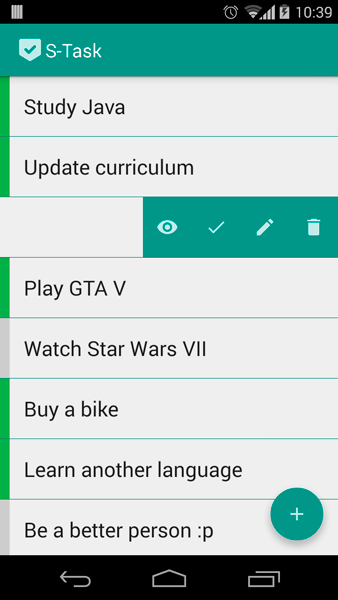 10:39
S-Task
Study Java
Update curriculum
Play GTA V
Watch Star Wars VII
Buy a bike
Learn another language
Be a better person :p